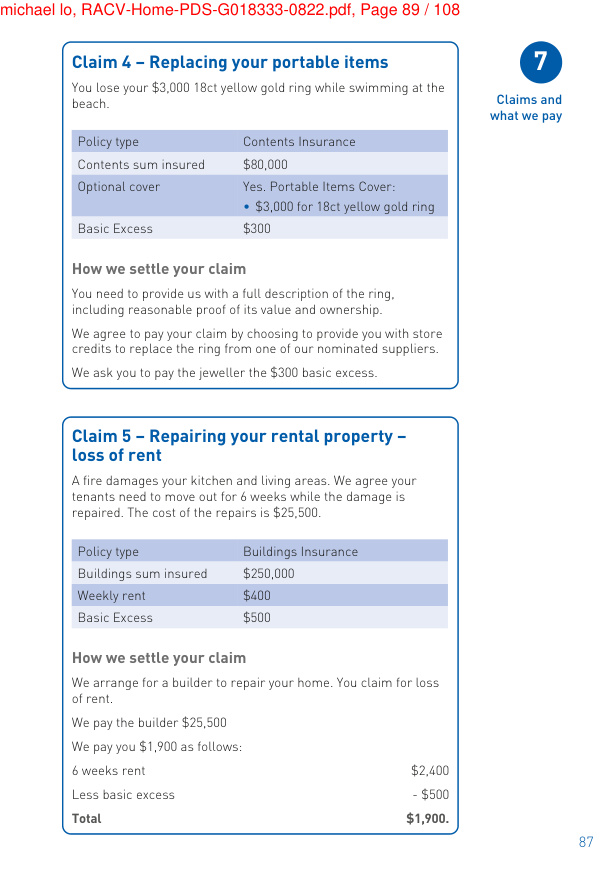 michael lo, RACV-Home-PDS-G018333-0822.pdf, Page 89 / 108
7
Claims and
what we pay
Claim 4 – Replacing your portable items
You lose your $3,000 18ct yellow gold ring while swimming at the
beach.
Policy type Contents Insurance
Contents sum insured $80,000
Optional cover Yes. Portable Items Cover:
• $3,000 for 18ct yellow gold ring
Basic Excess $300
How we settle your claim
You need to provide us with a full description of the ring,
including reasonable proof of its value and ownership.
We agree to pay your claim by choosing to provide you with store
credits to replace the ring from one of our nominated suppliers.
We ask you to pay the jeweller the $300 basic excess.
Claim 5 – Repairing your rental property –
loss of rent
A fire damages your kitchen and living areas. We agree your
tenants need to move out for 6 weeks while the damage is
repaired. The cost of the repairs is $25,500.
Policy type Buildings Insurance
Buildings sum insured $250,000
Weekly rent $400
Basic Excess $500
How we settle your claim
We arrange for a builder to repair your home. You claim for loss
of rent.
We pay the builder $25,500
We pay you $1,900 as follows:
6 weeks rent $2,400
Less basic excess - $500
Total $1,900.
87